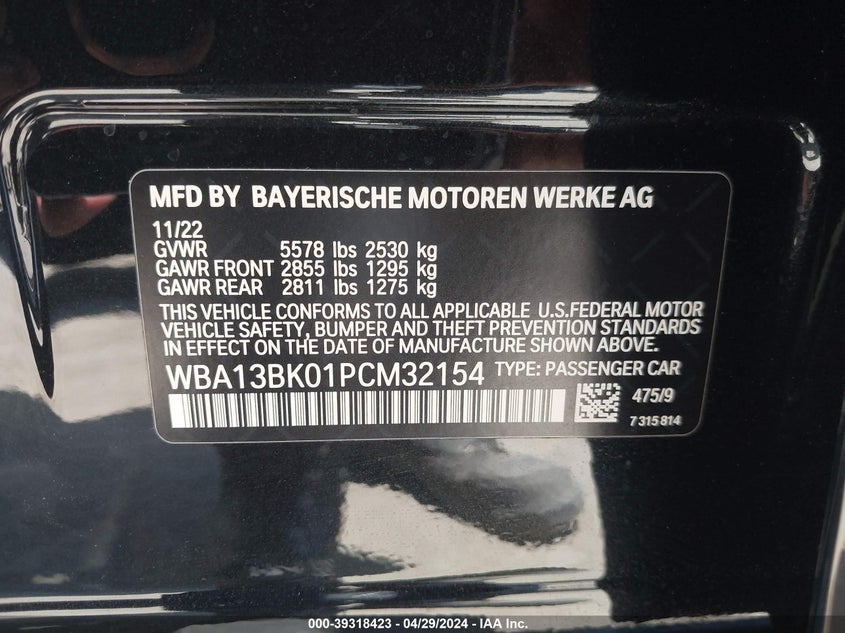 MFD BY BAYERISCHE MOTOREN WERKE AG
11/22
GVWR 5578 lbs 2530 kg
GAWR FRONT 2855 lbs 1295 kg
GAWR REAR 2811 lbs 1275 kg
THIS VEHICLE CONFORMS TO ALL APPLICABLE U.S.FEDERAL MOTOR
VEHICLE SAFETY, BUMPER AND THEFT PREVENTION STANDARDS
IN EFFECT ON THE DATE OF MANUFACTURE SHOWN ABOVE.
WBA13BK01PCM32154 TYPE: PASSENGER CAR
475/9
7 315 814
000-39318423 - 04/29/2024 - IAA Inc.